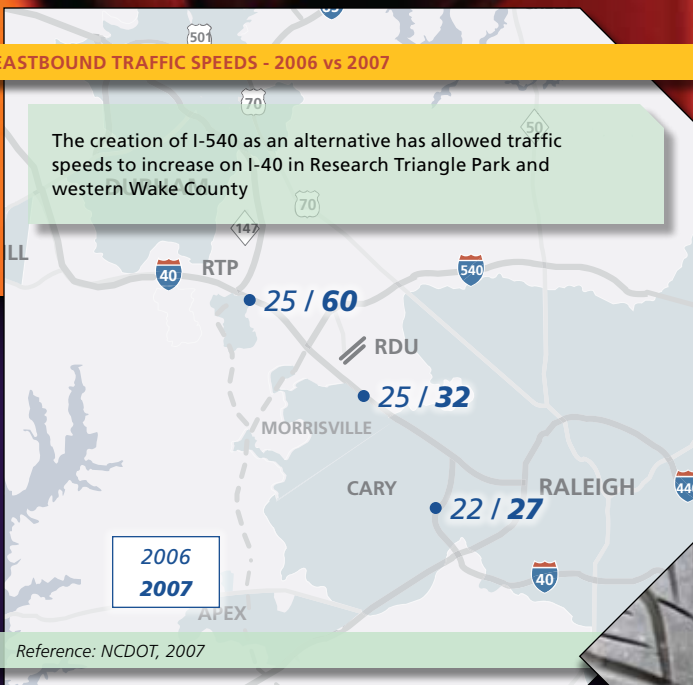 501
EASTBOUND TRAFFIC SPEEDS - 2006 vs 2007
70
50
The creation of I-540 as an alternative has allowed traffic
speeds to increase on I-40 in Research Triangle Park and
western Wake County
DURHAM
70
147
ILL
40
RTP
540
25 / 60
RDU
25 / 32
MORRISVILLE
CARY
RALEIGH
440
22 / 27
2006
2007
40
APEX
Reference: NCDOT, 2007